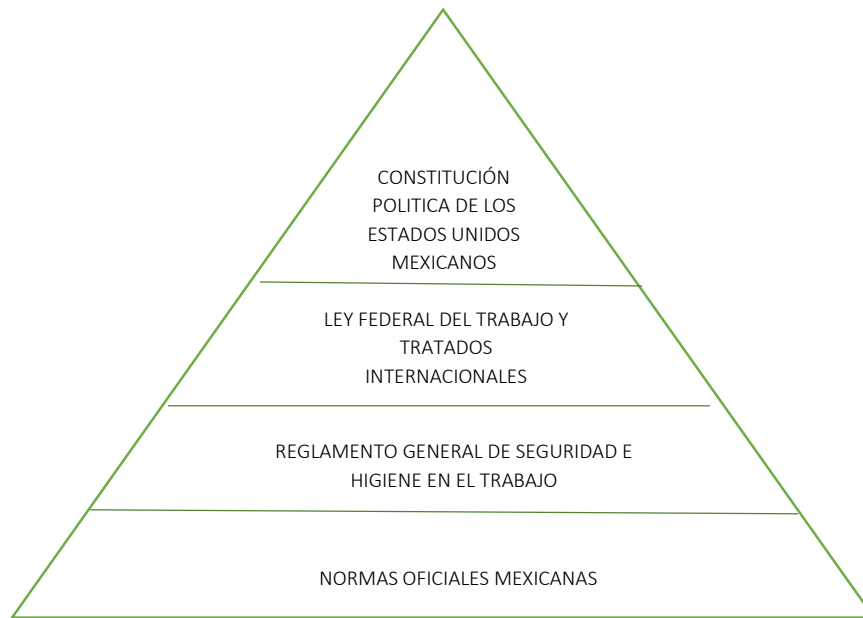 CONSTITUCIÓN
POLITICA DE LOS
ESTADOS UNIDOS
MEXICANOS
LEY FEDERAL DEL TRABAJO Y
TRATADOS
INTERNACIONALES
REGLAMENTO GENERAL DE SEGURIDAD E
HIGIENE EN EL TRABAJO
NORMAS OFICIALES MEXICANAS